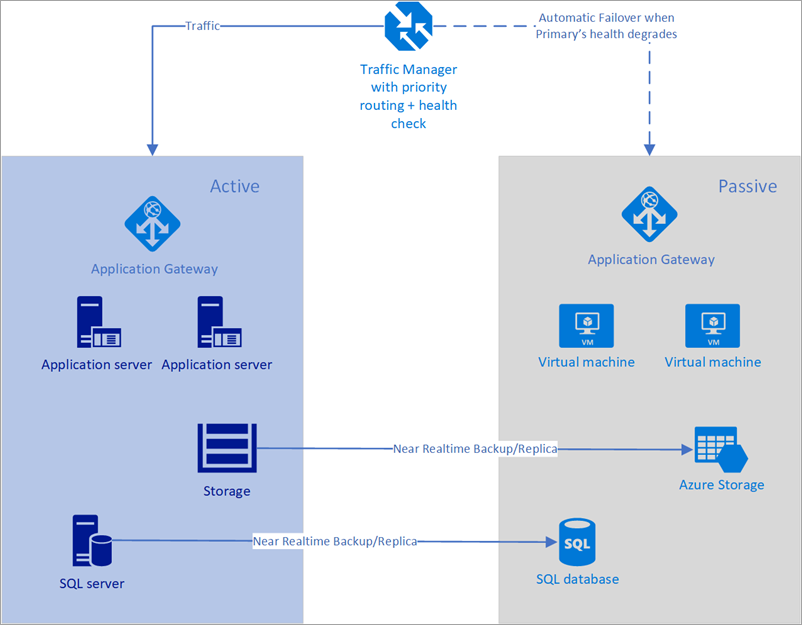 Traffic
Automatic Failover when
Primary's health degrades
Traffic Manager
with priority
routing + health
check
Active
Passive
Application Gateway
Application Gateway
Application server
Application server
VM
VM
Virtual machine
Virtual machine
Near Realtime Backup/Replica
Storage
Azure Storage
Near Realtime Backup/Replica
SQL
SQL server
SQL database